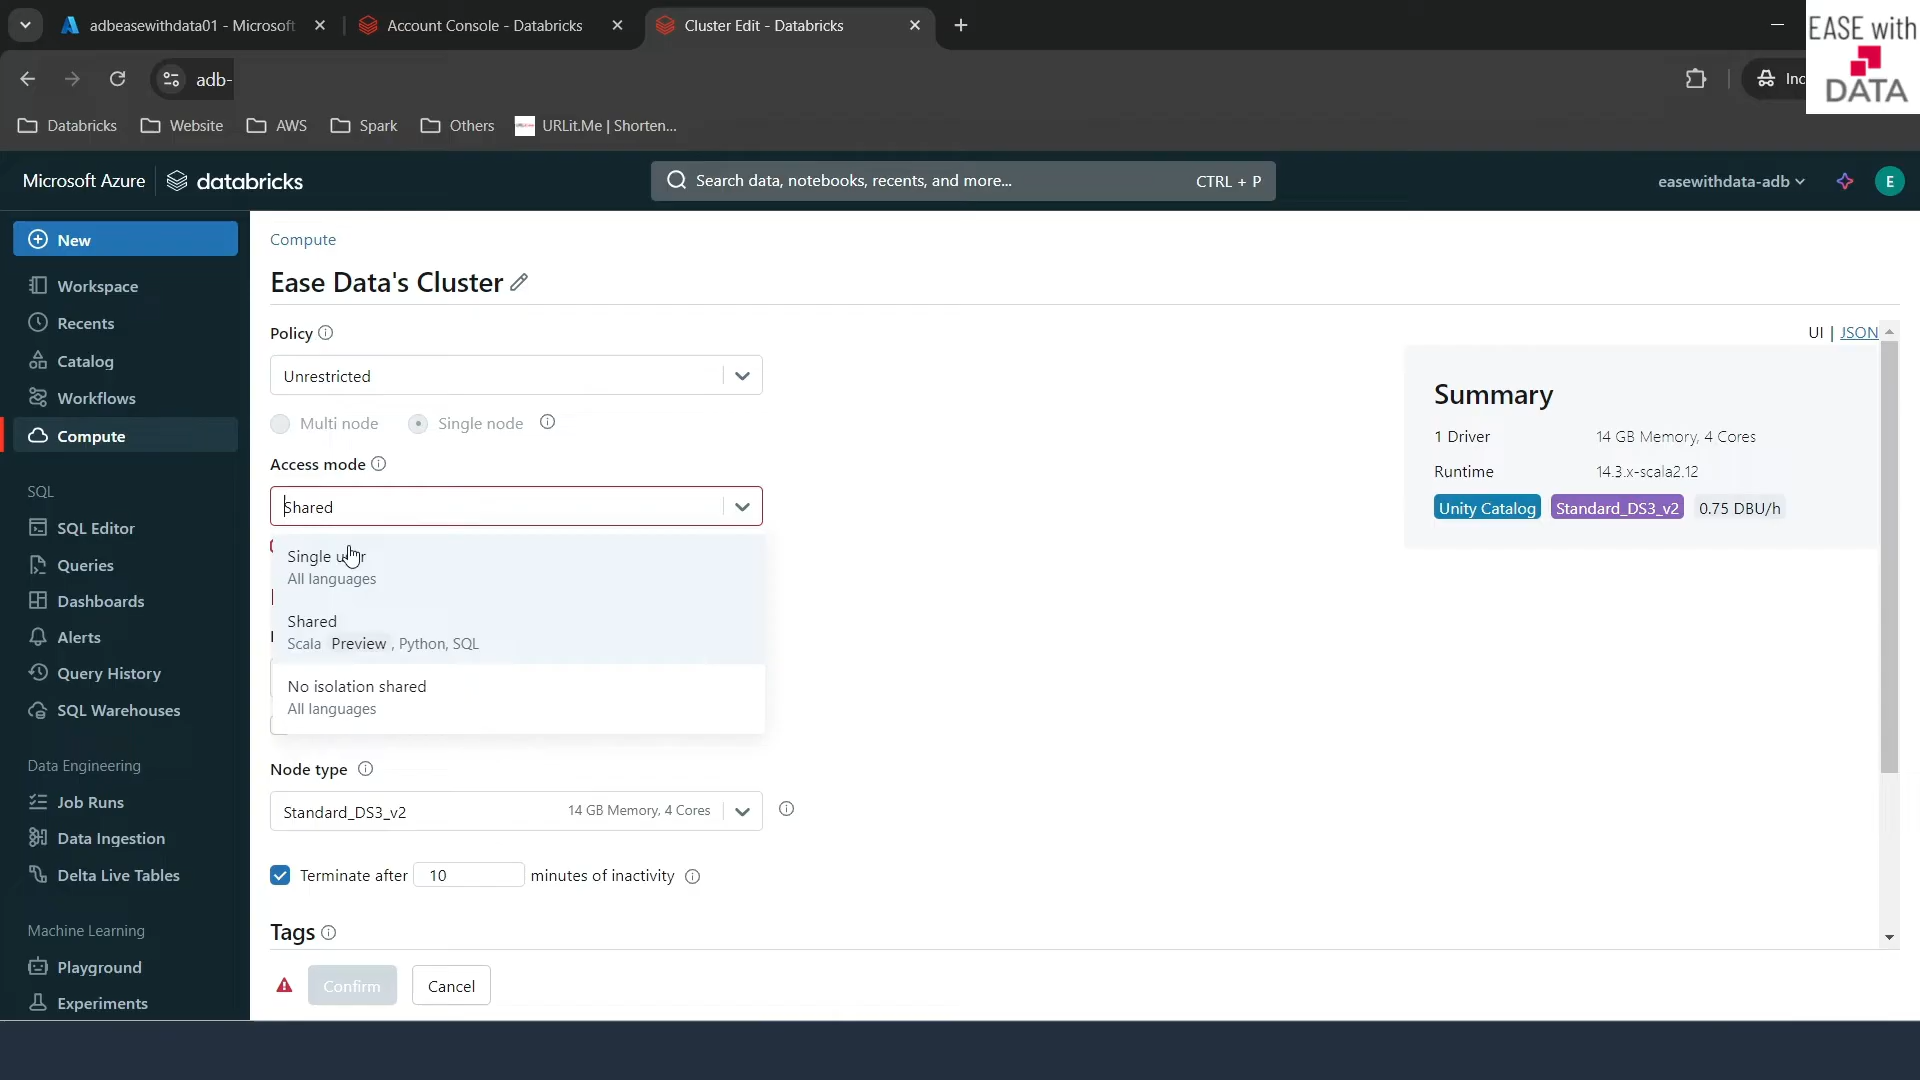 adbeasewithdata01 - Microsoft
Account Console - Databricks
Cluster Edit - Databricks
EASE with
DATA
adb-
Databricks
Website
AWS
Spark
Others
URLit.Me | Shorten...
Microsoft Azure
databricks
Search data, notebooks, recents, and more...
CTRL + P
easewithdata-adb
E
New
Workspace
Recents
Catalog
Workflows
Compute
SQL
SQL Editor
Queries
Dashboards
Alerts
Query History
SQL Warehouses
Data Engineering
Job Runs
Data Ingestion
Delta Live Tables
Machine Learning
Playground
Experiments
Compute
Ease Data's Cluster
Policy
Unrestricted
Multi node
Single node
Access mode
Shared
Single user
All languages
Shared
Scala Preview , Python, SQL
No isolation shared
All languages
Node type
Standard_DS3_v2
14 GB Memory, 4 Cores
Terminate after 10 minutes of inactivity
Tags
Confirm
Cancel
UI | JSON
Summary
1 Driver
14 GB Memory, 4 Cores
Runtime
14.3.x-scala2.12
Unity Catalog
Standard_DS3_v2
0.75 DBU/h